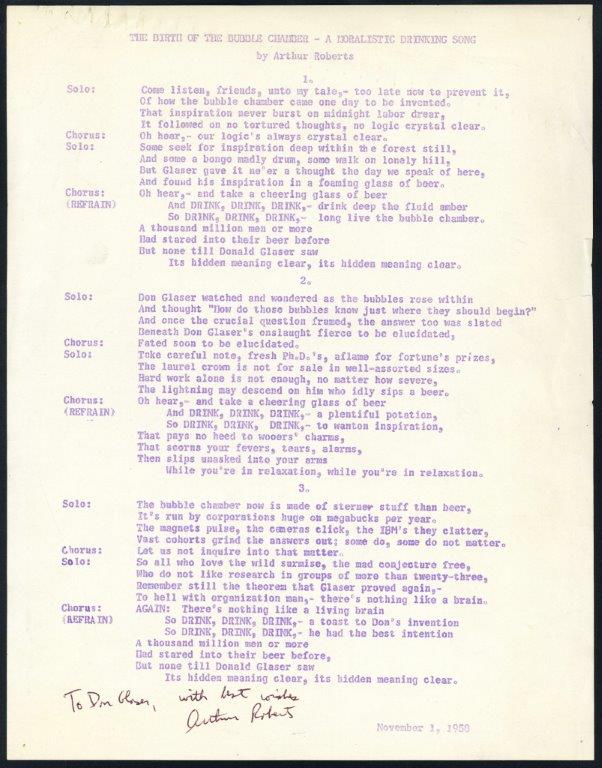 THE BIRTH OF THE BUBBLE CHAMBER - A MORALISTIC DRINKING SONG
by Arthur Roberts
1.
Solo: Come listen, friends, unto my tale,- too late now to prevent it,
Of how the bubble chamber came one day to be invented.
That inspiration never burst on midnight labor drear,
It followed on no tortured thoughts, no logic crystal clear.
Chorus: Oh hear,- our logic's always crystal clear.
Solo: Some seek for inspiration deep within the forest still,
And some a bongo madly drum, some walk on lonely hill,
But Glaser gave it ne'er a thought the day we speak of here,
And found his inspiration in a foaming glass of beer.
Chorus: Oh hear,- and take a cheering glass of beer
(REFRAIN) And DRINK, DRINK, DRINK,- drink deep the fluid amber
So DRINK, DRINK, DRINK,- long live the bubble chamber.
A thousand million men or more
Had stared into their beer before
But none till Donald Glaser saw
Its hidden meaning clear, its hidden meaning clear.
2.
Solo: Don Glaser watched and wondered as the bubbles rose within
And thought "How do those bubbles know just where they should begin?"
And once the crucial question framed, the answer too was slated
Beneath Don Glaser's onslaught fierce to be elucidated,
Chorus: Fated soon to be elucidated.
Solo: Take careful note, fresh Ph.D.'s, aflame for fortune's prizes,
The laurel crown is not for sale in well-assorted sizes.
Hard work alone is not enough, no matter how severe,
The lightning may descend on him who idly sips a beer.
Chorus: Oh hear,- and take a cheering glass of beer
(REFRAIN) And DRINK, DRINK, DRINK,- a plentiful potation,
So DRINK, DRINK, DRINK,- to wanton inspiration,
That pays no heed to wooers' charms,
That scorns your fevers, tears, alarms,
Then slips unasked into your arms
While you're in relaxation, while you're in relaxation.
3.
Solo: The bubble chamber now is made of sterner stuff than beer,
It's run by corporations huge on megabucks per year.
The magnets pulse, the cameras click, the IBM's they clatter,
Vast cohorts grind the answers out; some do, some do not matter.
Chorus: Let us not inquire into that matter.
Solo: So all who love the wild surmise, the mad conjecture free,
Who do not like research in groups of more than twenty-three,
Remember still the theorem that Glaser proved again,-
To hell with organization man,- there's nothing like a brain.
Chorus: AGAIN: There's nothing like a living brain
(REFRAIN) So DRINK, DRINK, DRINK,- a toast to Don's invention
So DRINK, DRINK, DRINK,- he had the best intention
A thousand million men or more
Had stared into their beer before,
But none till Donald Glaser saw
Its hidden meaning clear, its hidden meaning clear.
To Don Glaser, with best wishes
Arthur Roberts
November 1, 1958